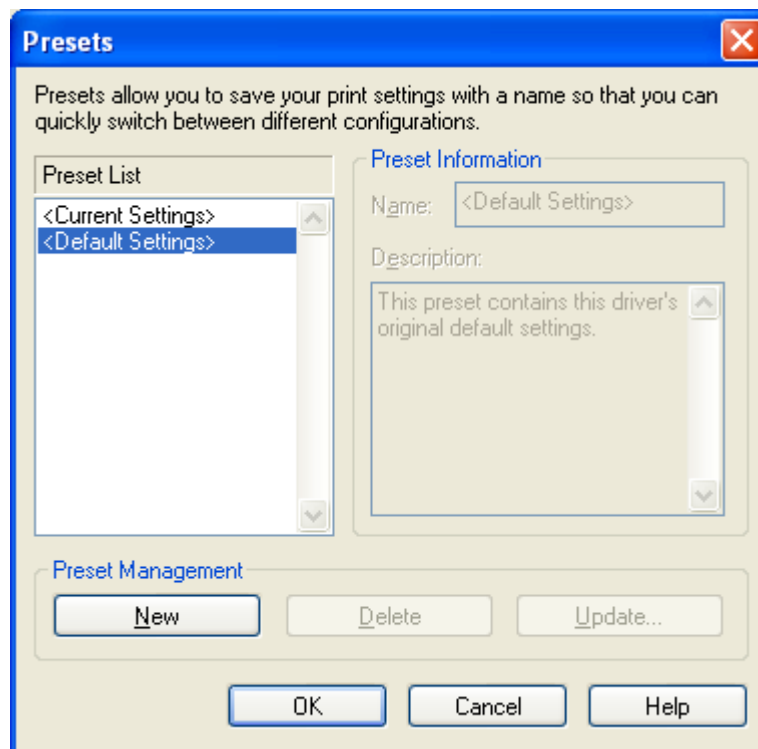 Presets
Presets allow you to save your print settings with a name so that you can
quickly switch between different configurations.
Preset List
<Current Settings>
<Default Settings>
Preset Information
Name:
<Default Settings>
Description:
This preset contains this driver's
original default settings.
Preset Management
New
Delete
Update...
OK
Cancel
Help